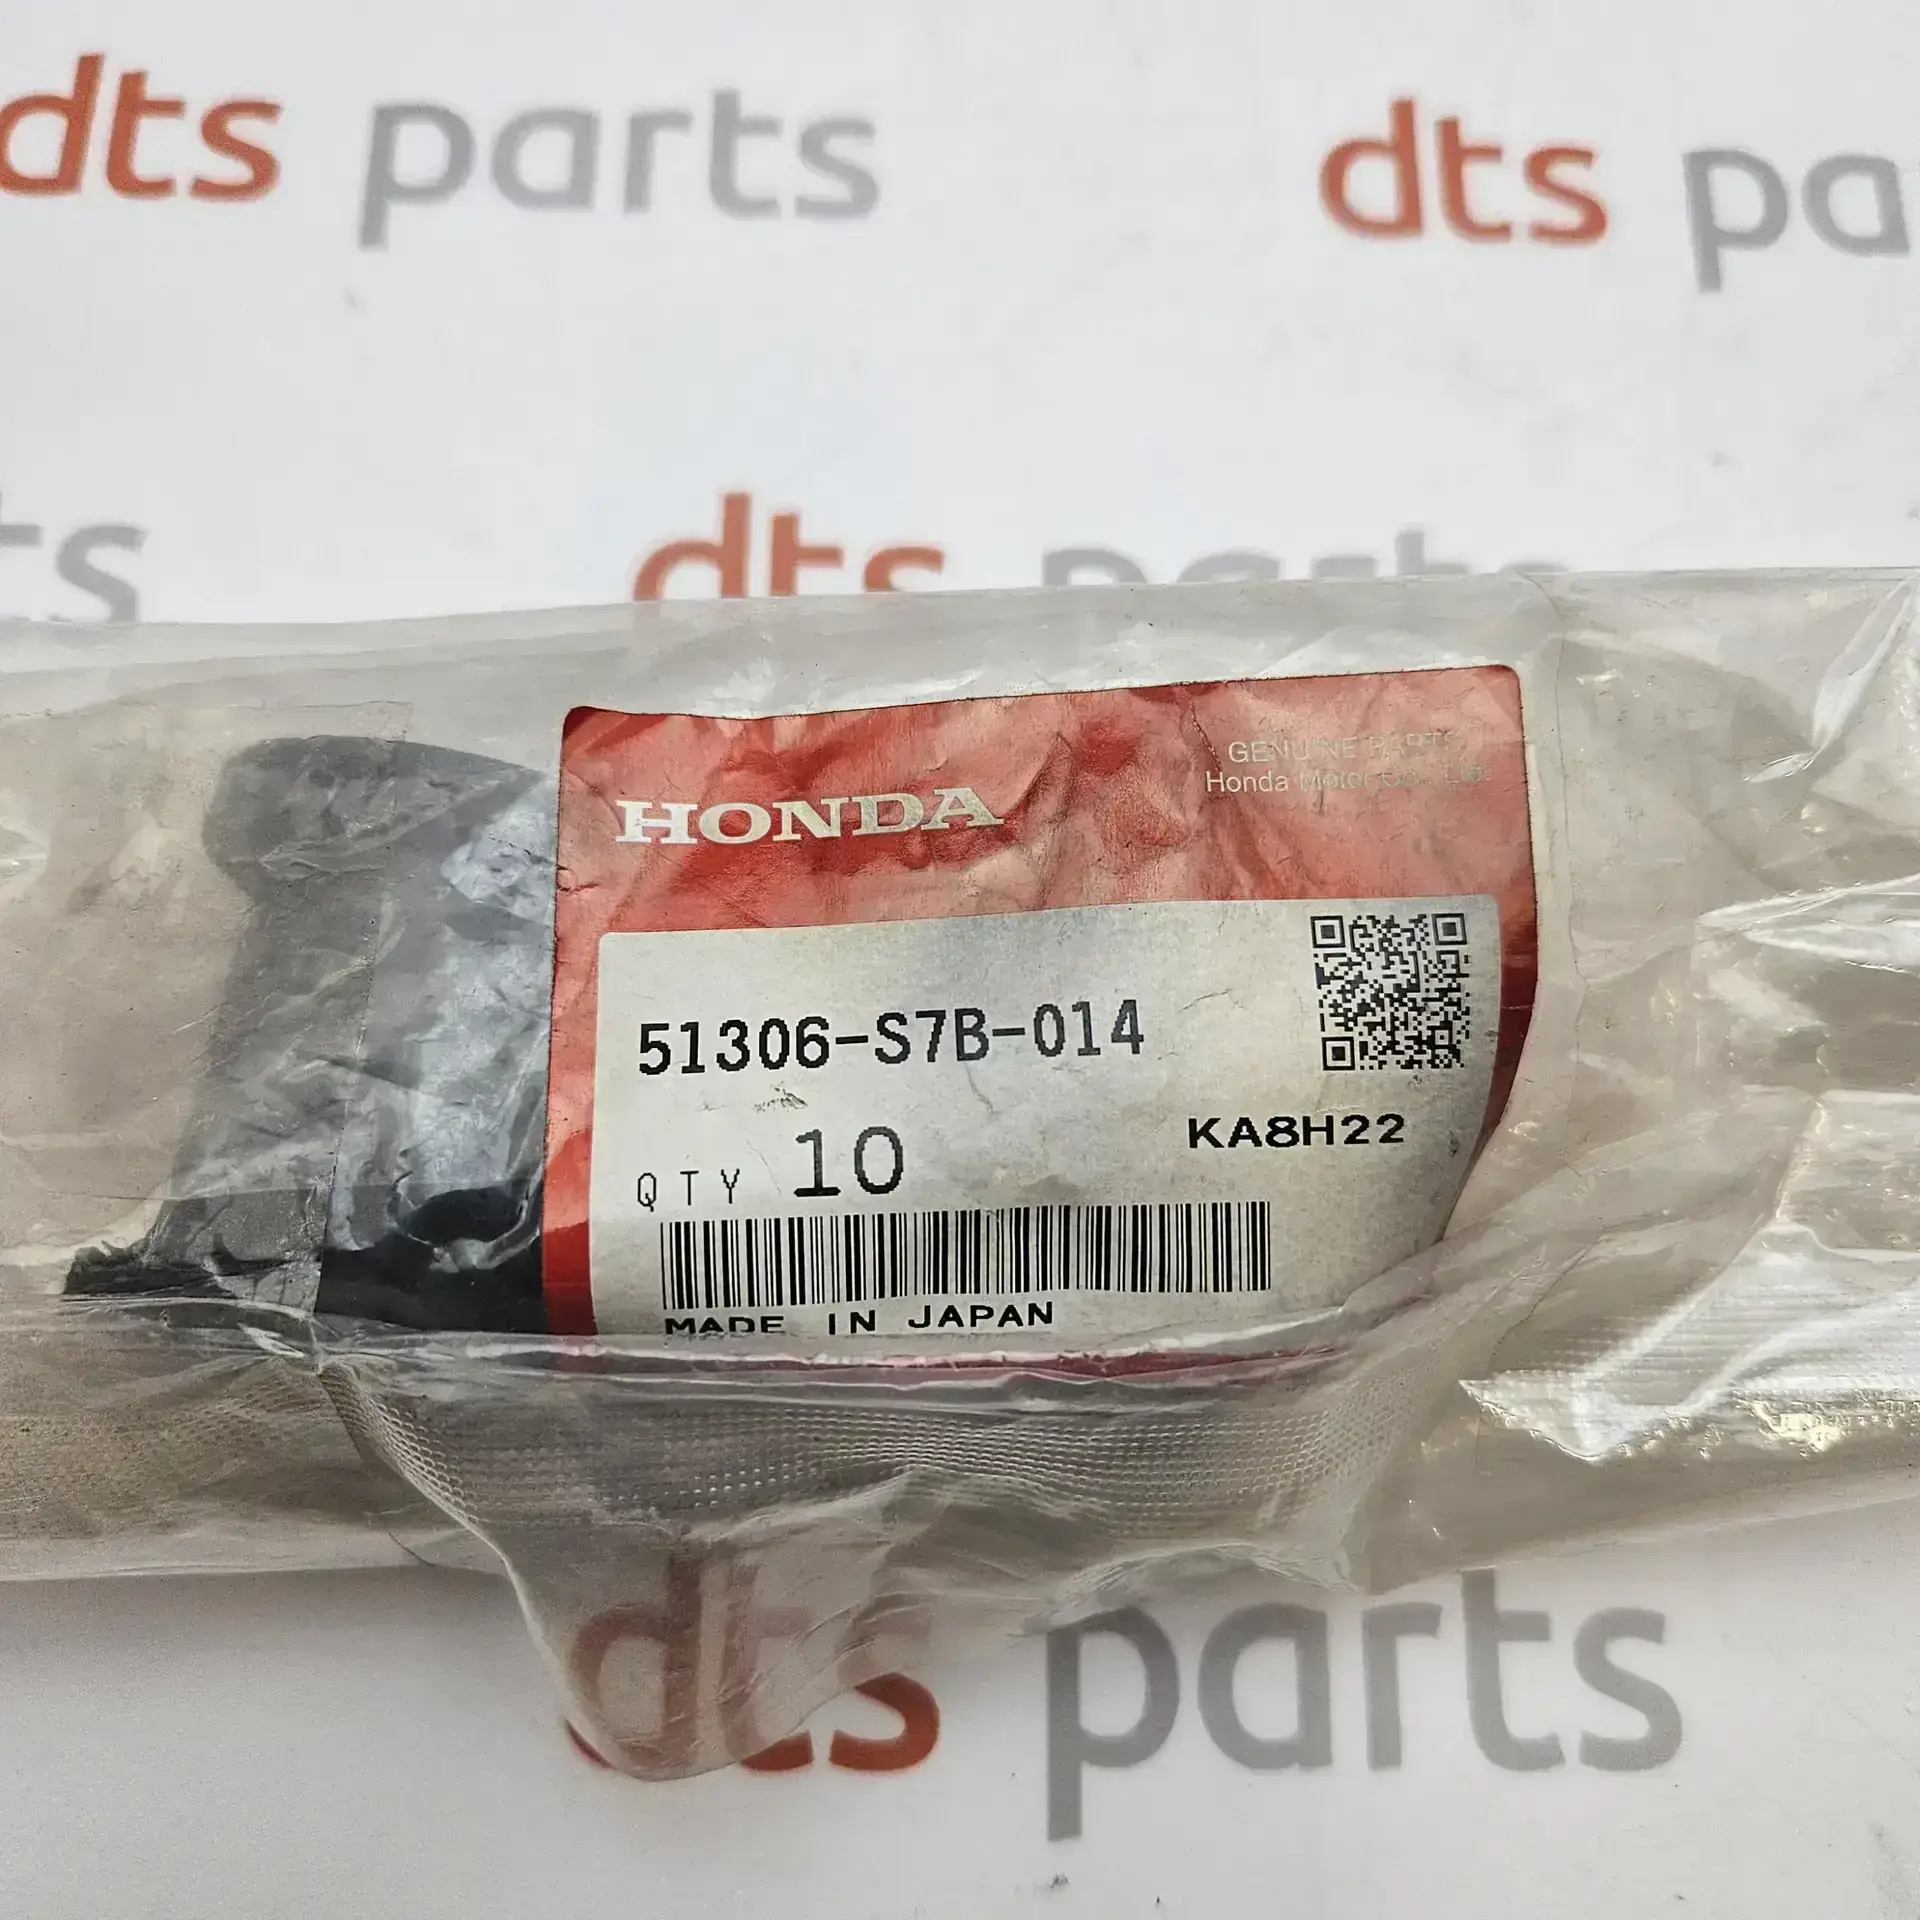 dts parts
dts pa
ts
dts parts
GENUINE PARTS
HONDA
Honda Motor Co., Ltd.
51306-S7B-014
KA8H22
QTY 10
MADE IN JAPAN
dts parts